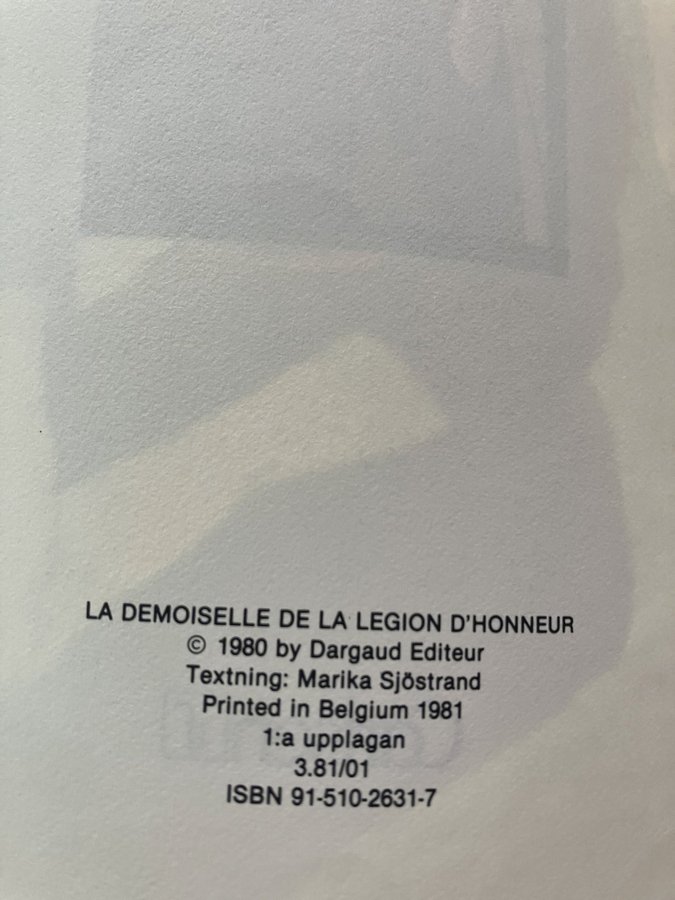 LA DEMOISELLE DE LA LEGION D'HONNEUR
© 1980 by Dargaud Editeur
Textning: Marika Sjöstrand
Printed in Belgium 1981
1:a upplagan
3.81/01
ISBN 91-510-2631-7